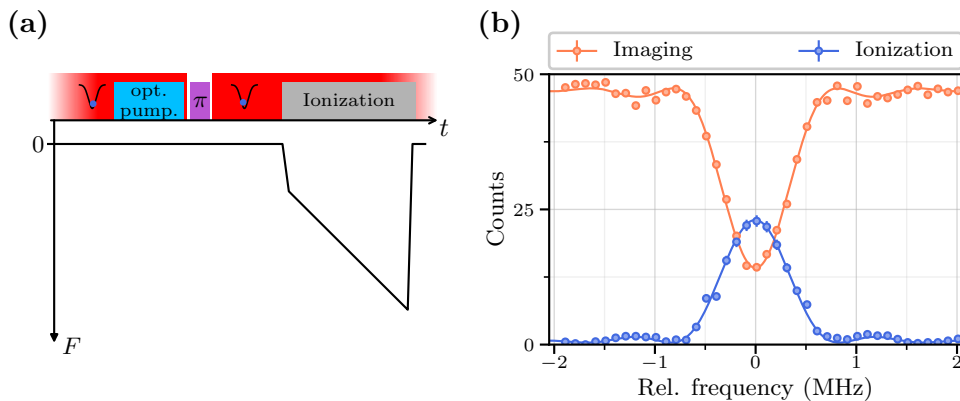 (a)
opt.
pump.
π
Ionization
t
0
F
(b)
Imaging
Ionization
50
25
0
Counts
−2
−1
0
1
2
Rel. frequency (MHz)